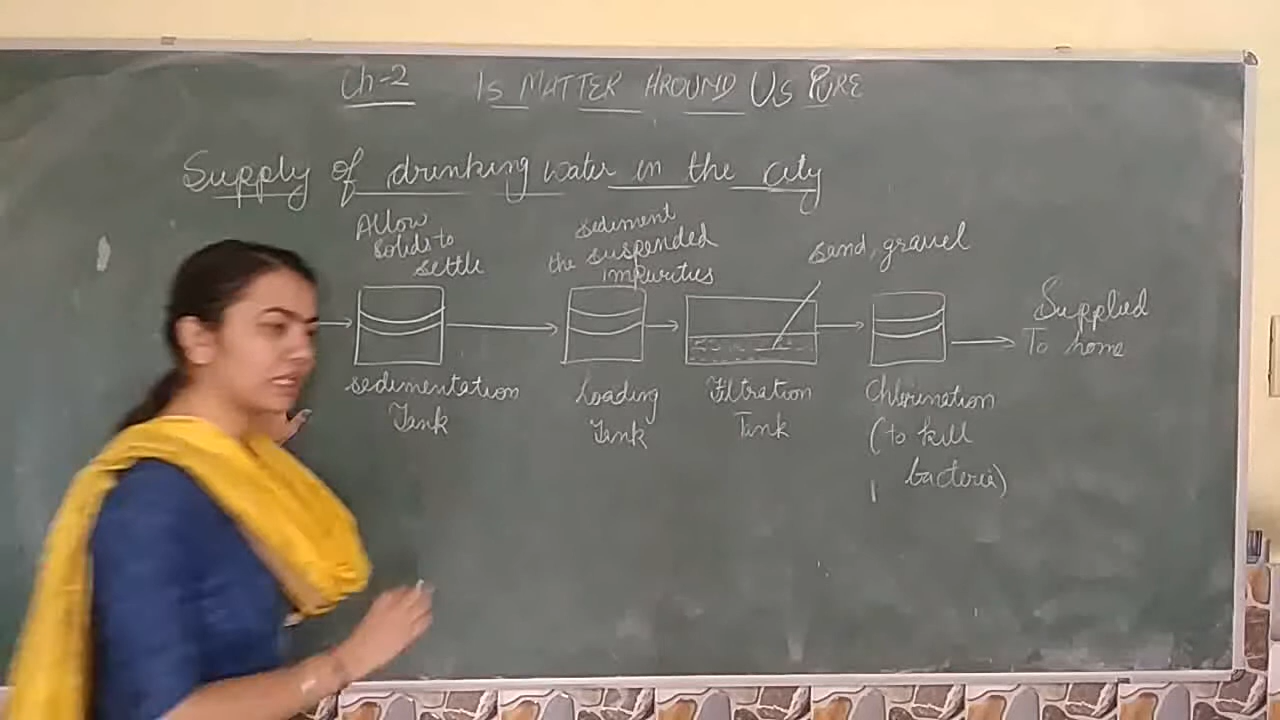 Ch-2 IS MATTER AROUND US PURE
Supply of drinking water in the city
Allow
solids to
settle
sediment
the suspended
impurities
sand, gravel
Supplied
To home
sedimentation
Tank
Loading
Tank
Filtration
Tank
Chlorination
(to kill
bacteria)